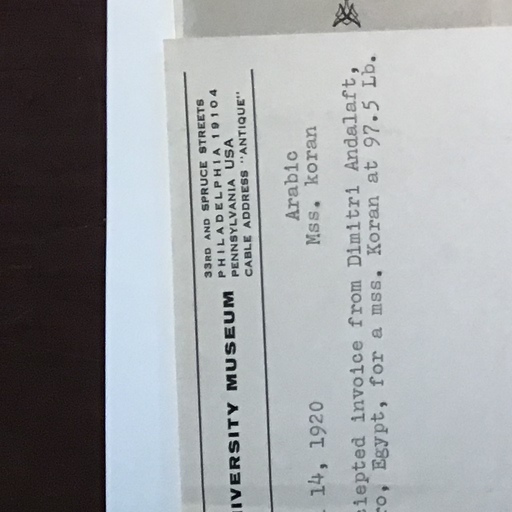 33RD AND SPRUCE STREETS
PHILADELPHIA 19104
IVERSITY MUSEUM PENNSYLVANIA USA
CABLE ADDRESS "ANTIQUE"
Arabic
14, 1920 Mss. koran
ciepted invoice from Dimitri Andalaft,
ro, Egypt, for a mss. Koran at 97.5 Lb.